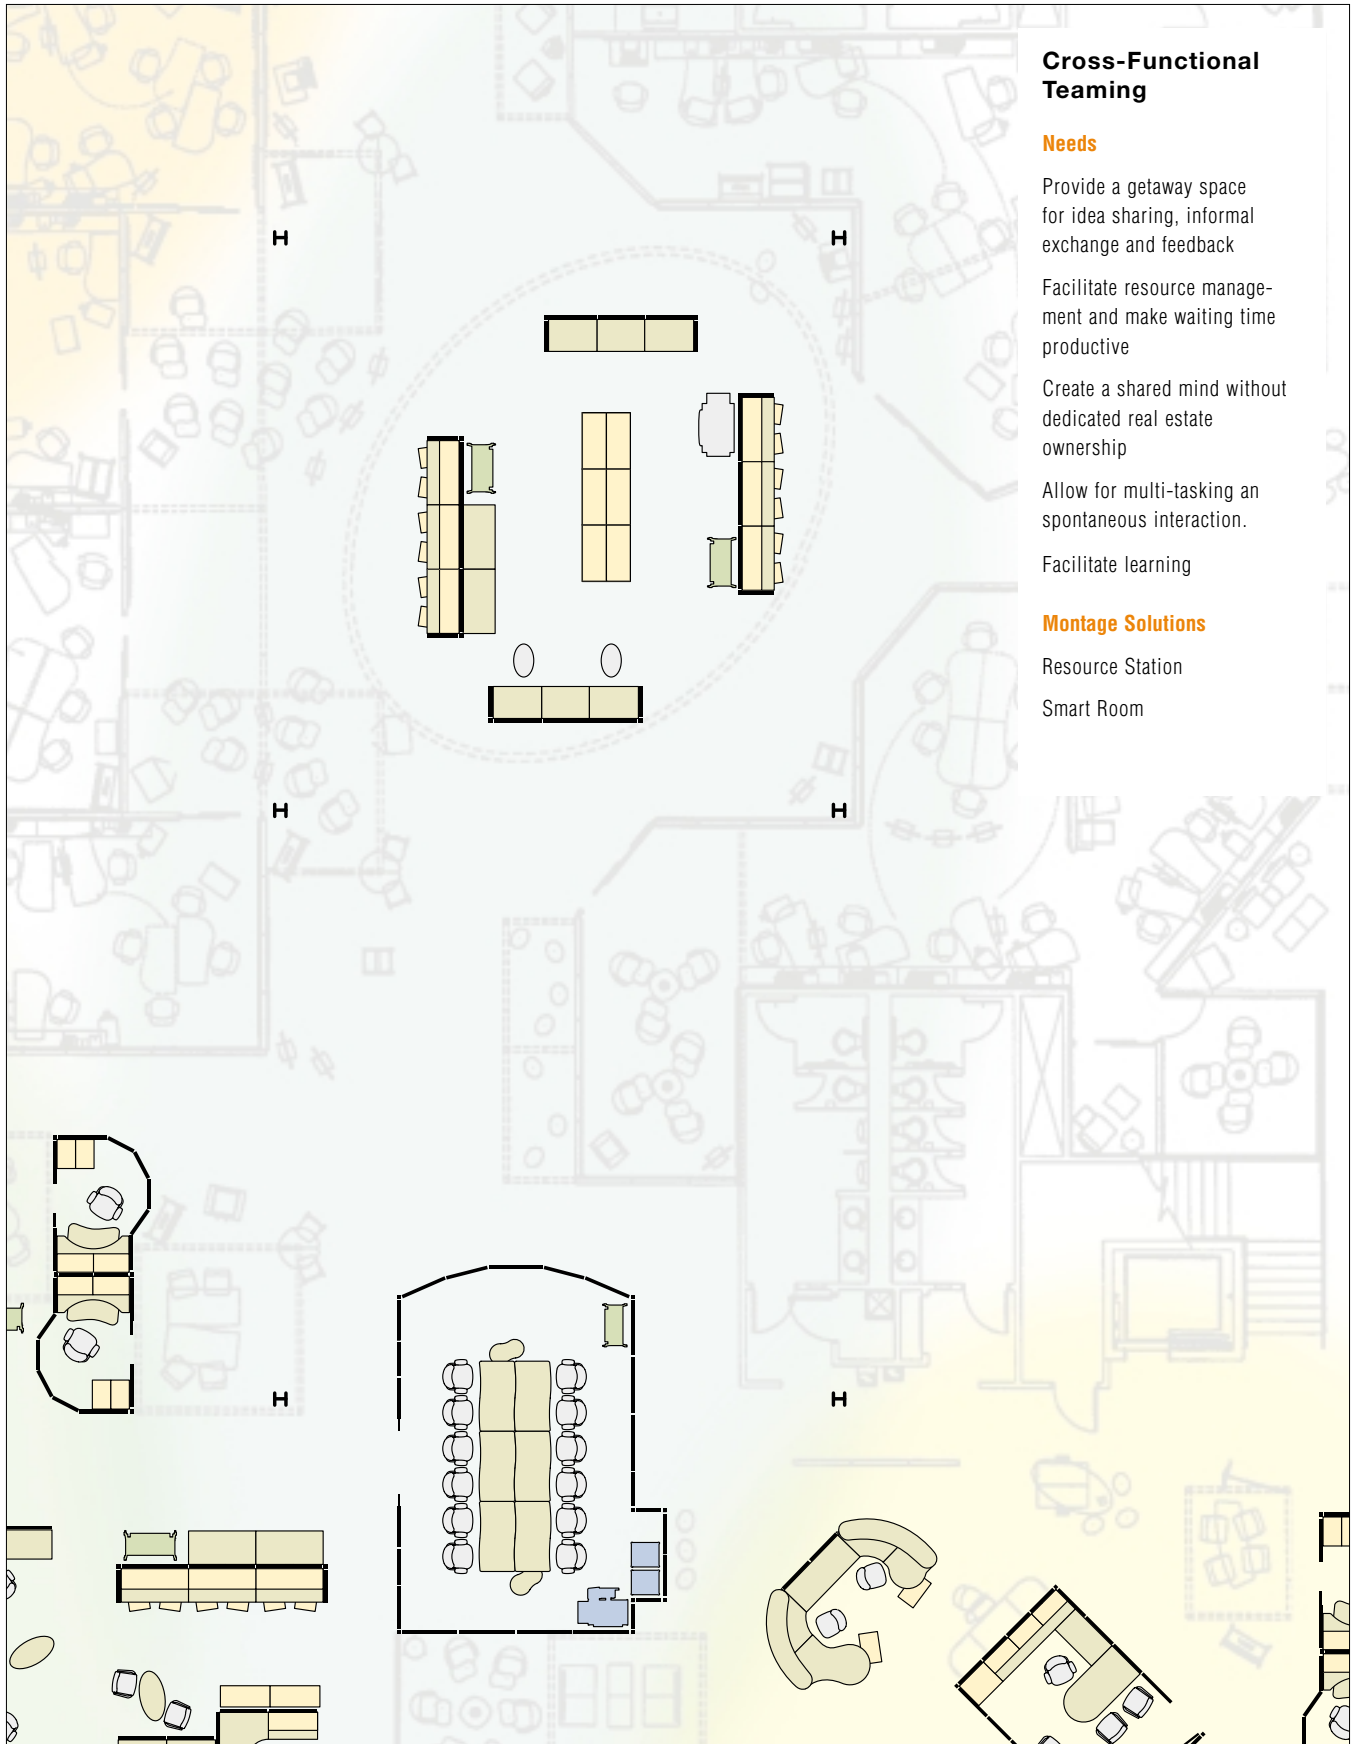 Cross-Functional
Teaming
Needs
Provide a getaway space
for idea sharing, informal
exchange and feedback
Facilitate resource manage-
ment and make waiting time
productive
Create a shared mind without
dedicated real estate
ownership
Allow for multi-tasking an
spontaneous interaction.
Facilitate learning
Montage Solutions
Resource Station
Smart Room